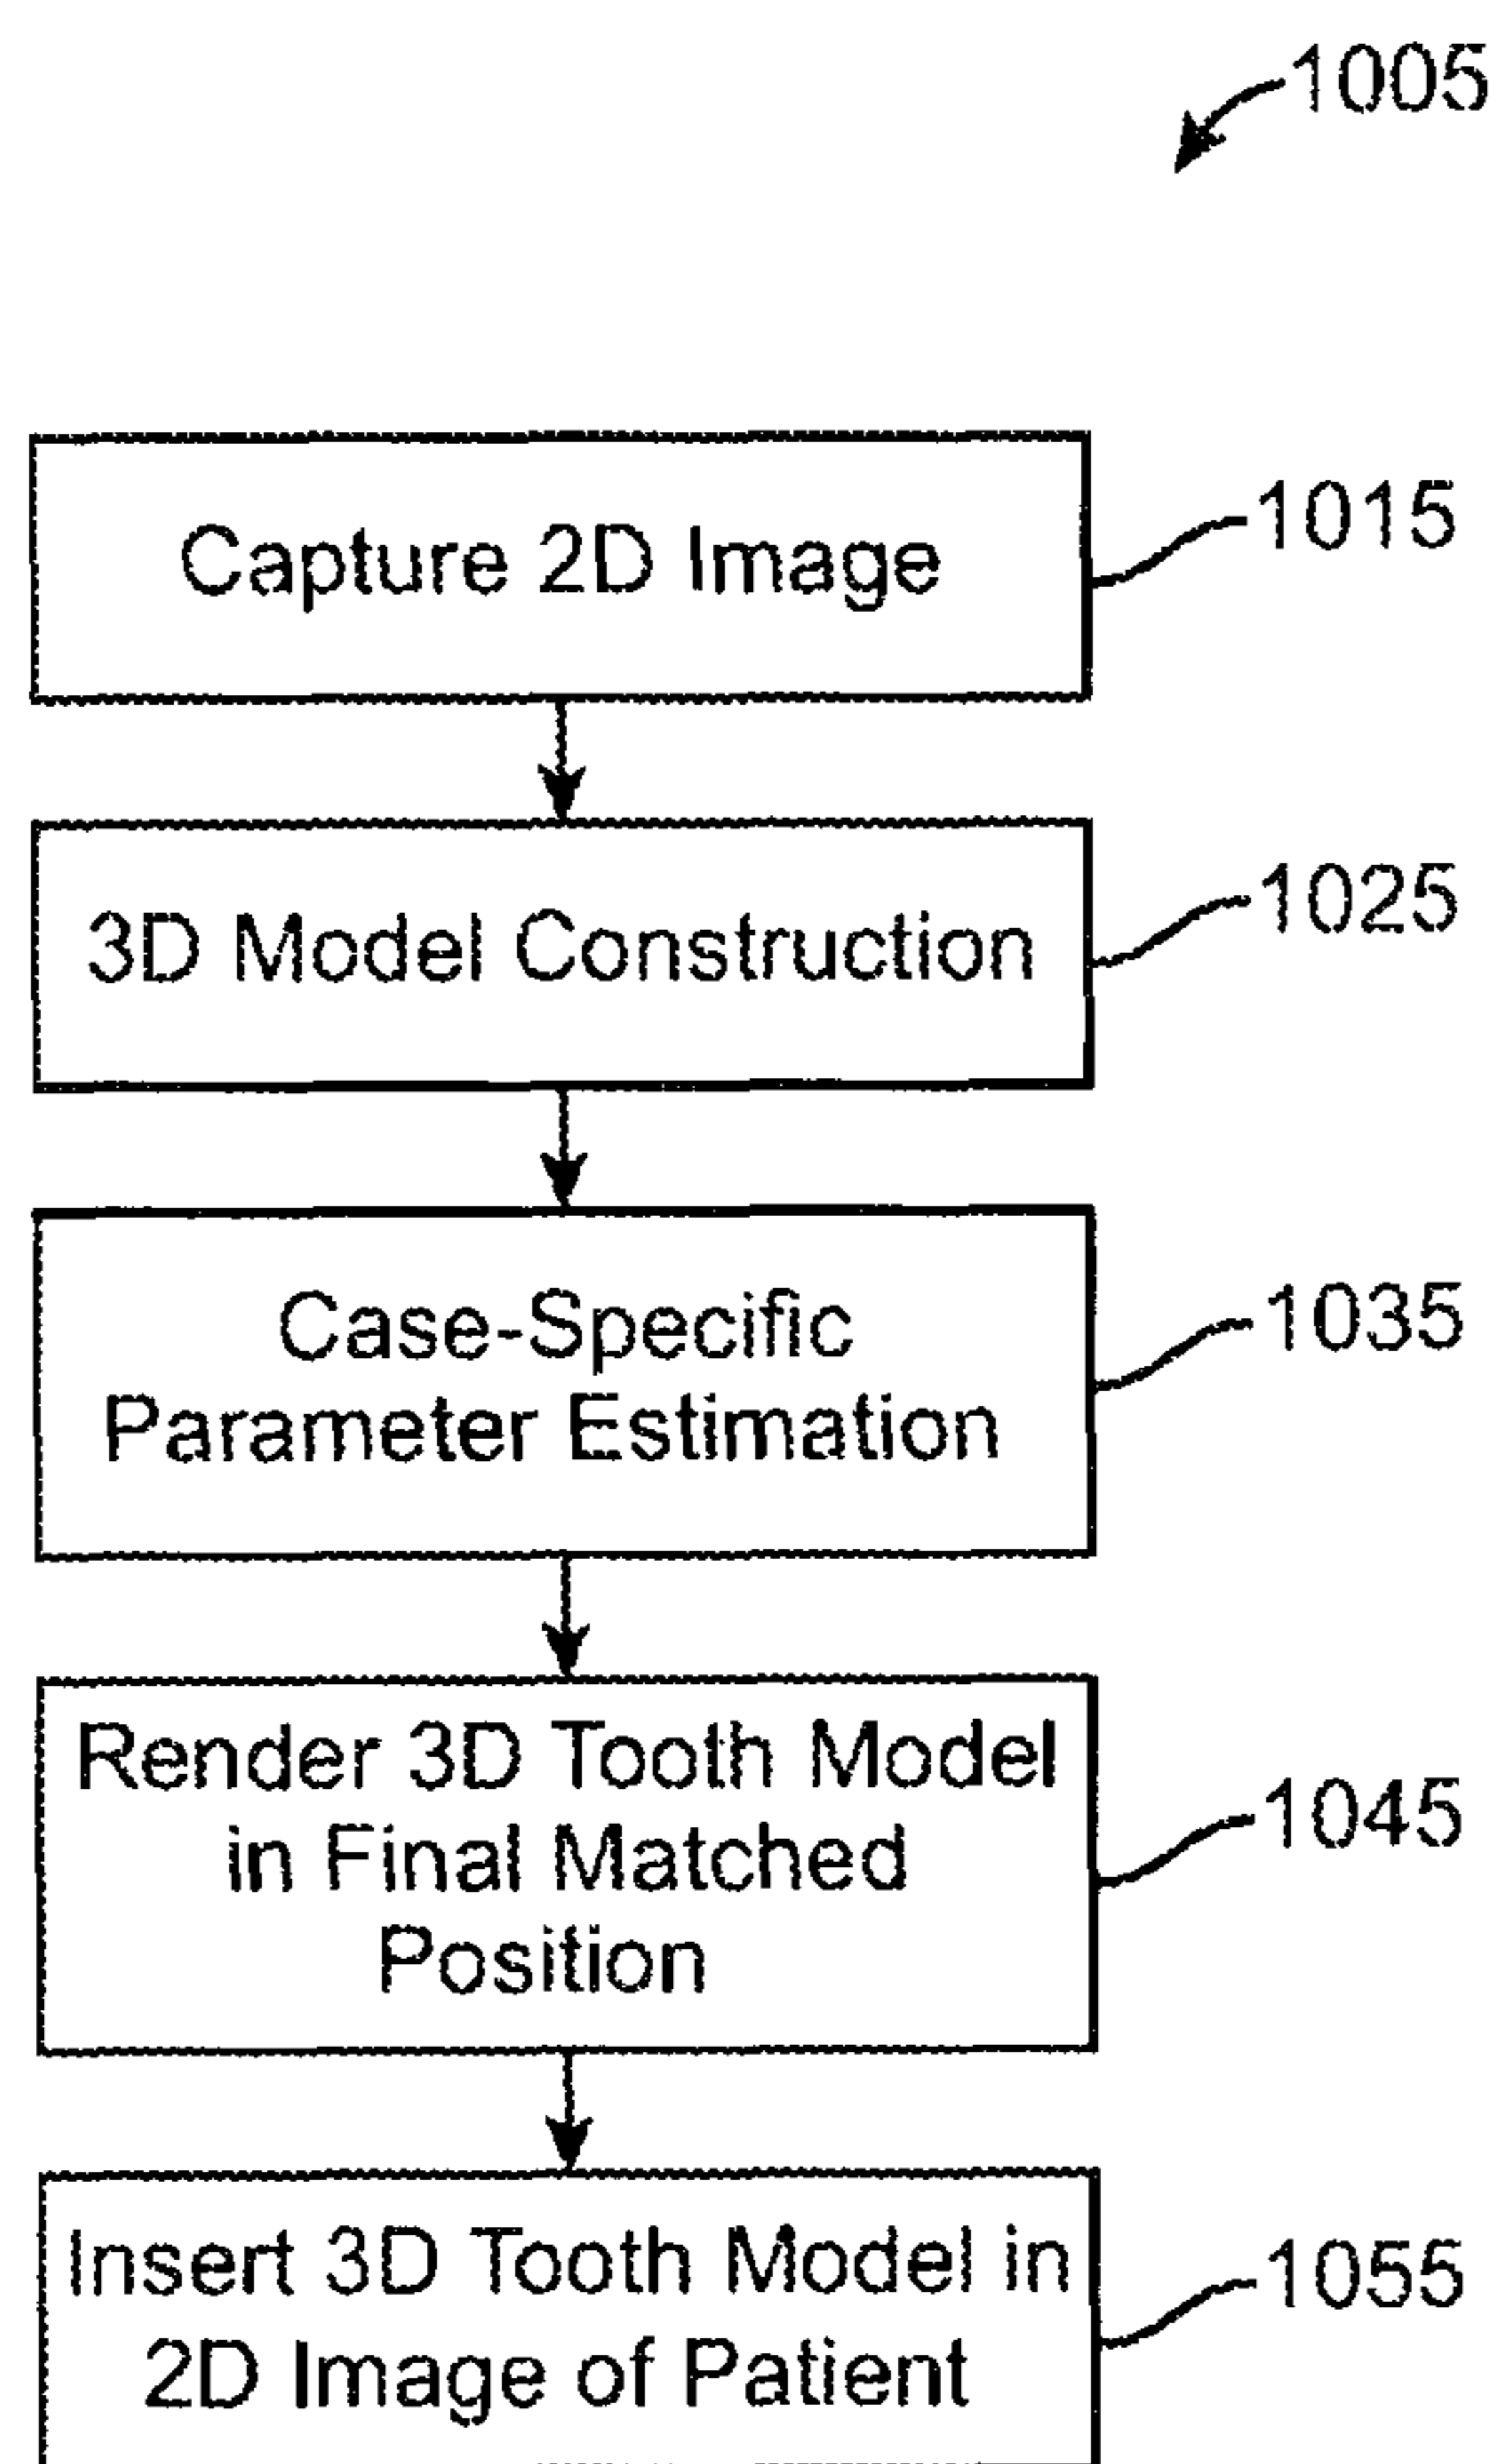 1005
Capture 2D Image
1015
3D Model Construction
1025
Case-Specific
Parameter Estimation
1035
Render 3D Tooth Model
in Final Matched
Position
1045
Insert 3D Tooth Model in
2D Image of Patient
1055